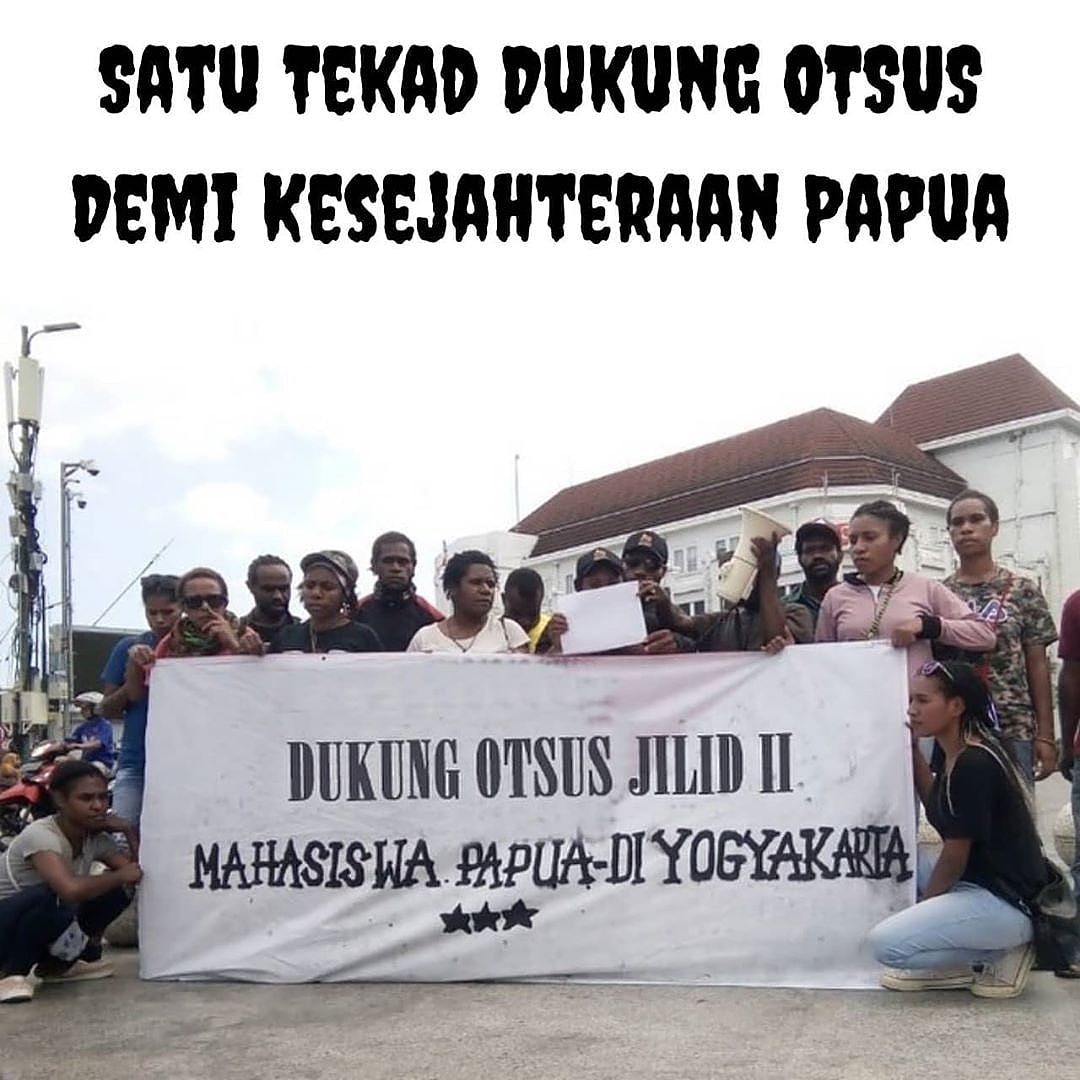 SATU TEKAD DUKUNG OTSUS
DEMI KESEJAHTERAAN PAPUA
DUKUNG OTSUS JILID II
MAHASISWA PAPUA-DI YOGYAKARTA